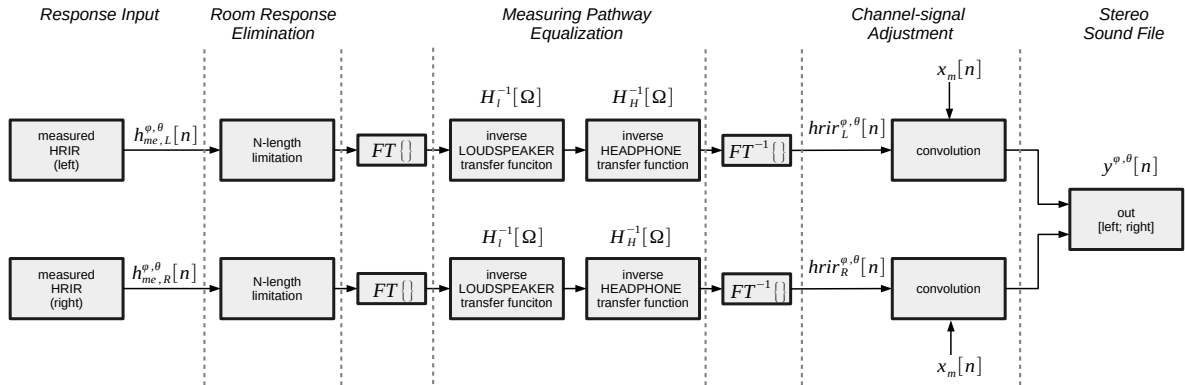 Response Input
Room Response
Elimination
Measuring Pathway
Equalization
Channel-signal
Adjustment
Stereo
Sound File
x_m[n]
H_l^{-1}[Ω]
H_H^{-1}[Ω]
measured
HRIR
(left)
h_{me,L}^{φ,θ}[n]
N-length
limitation
FT{}
inverse
LOUDSPEAKER
transfer funciton
inverse
HEADPHONE
transfer function
FT^{-1}{}
hrir_L^{φ,θ}[n]
convolution
y^{φ,θ}[n]
out
[left; right]
H_l^{-1}[Ω]
H_H^{-1}[Ω]
measured
HRIR
(right)
h_{me,R}^{φ,θ}[n]
N-length
limitation
FT{}
inverse
LOUDSPEAKER
transfer funciton
inverse
HEADPHONE
transfer function
FT^{-1}{}
hrir_R^{φ,θ}[n]
convolution
x_m[n]